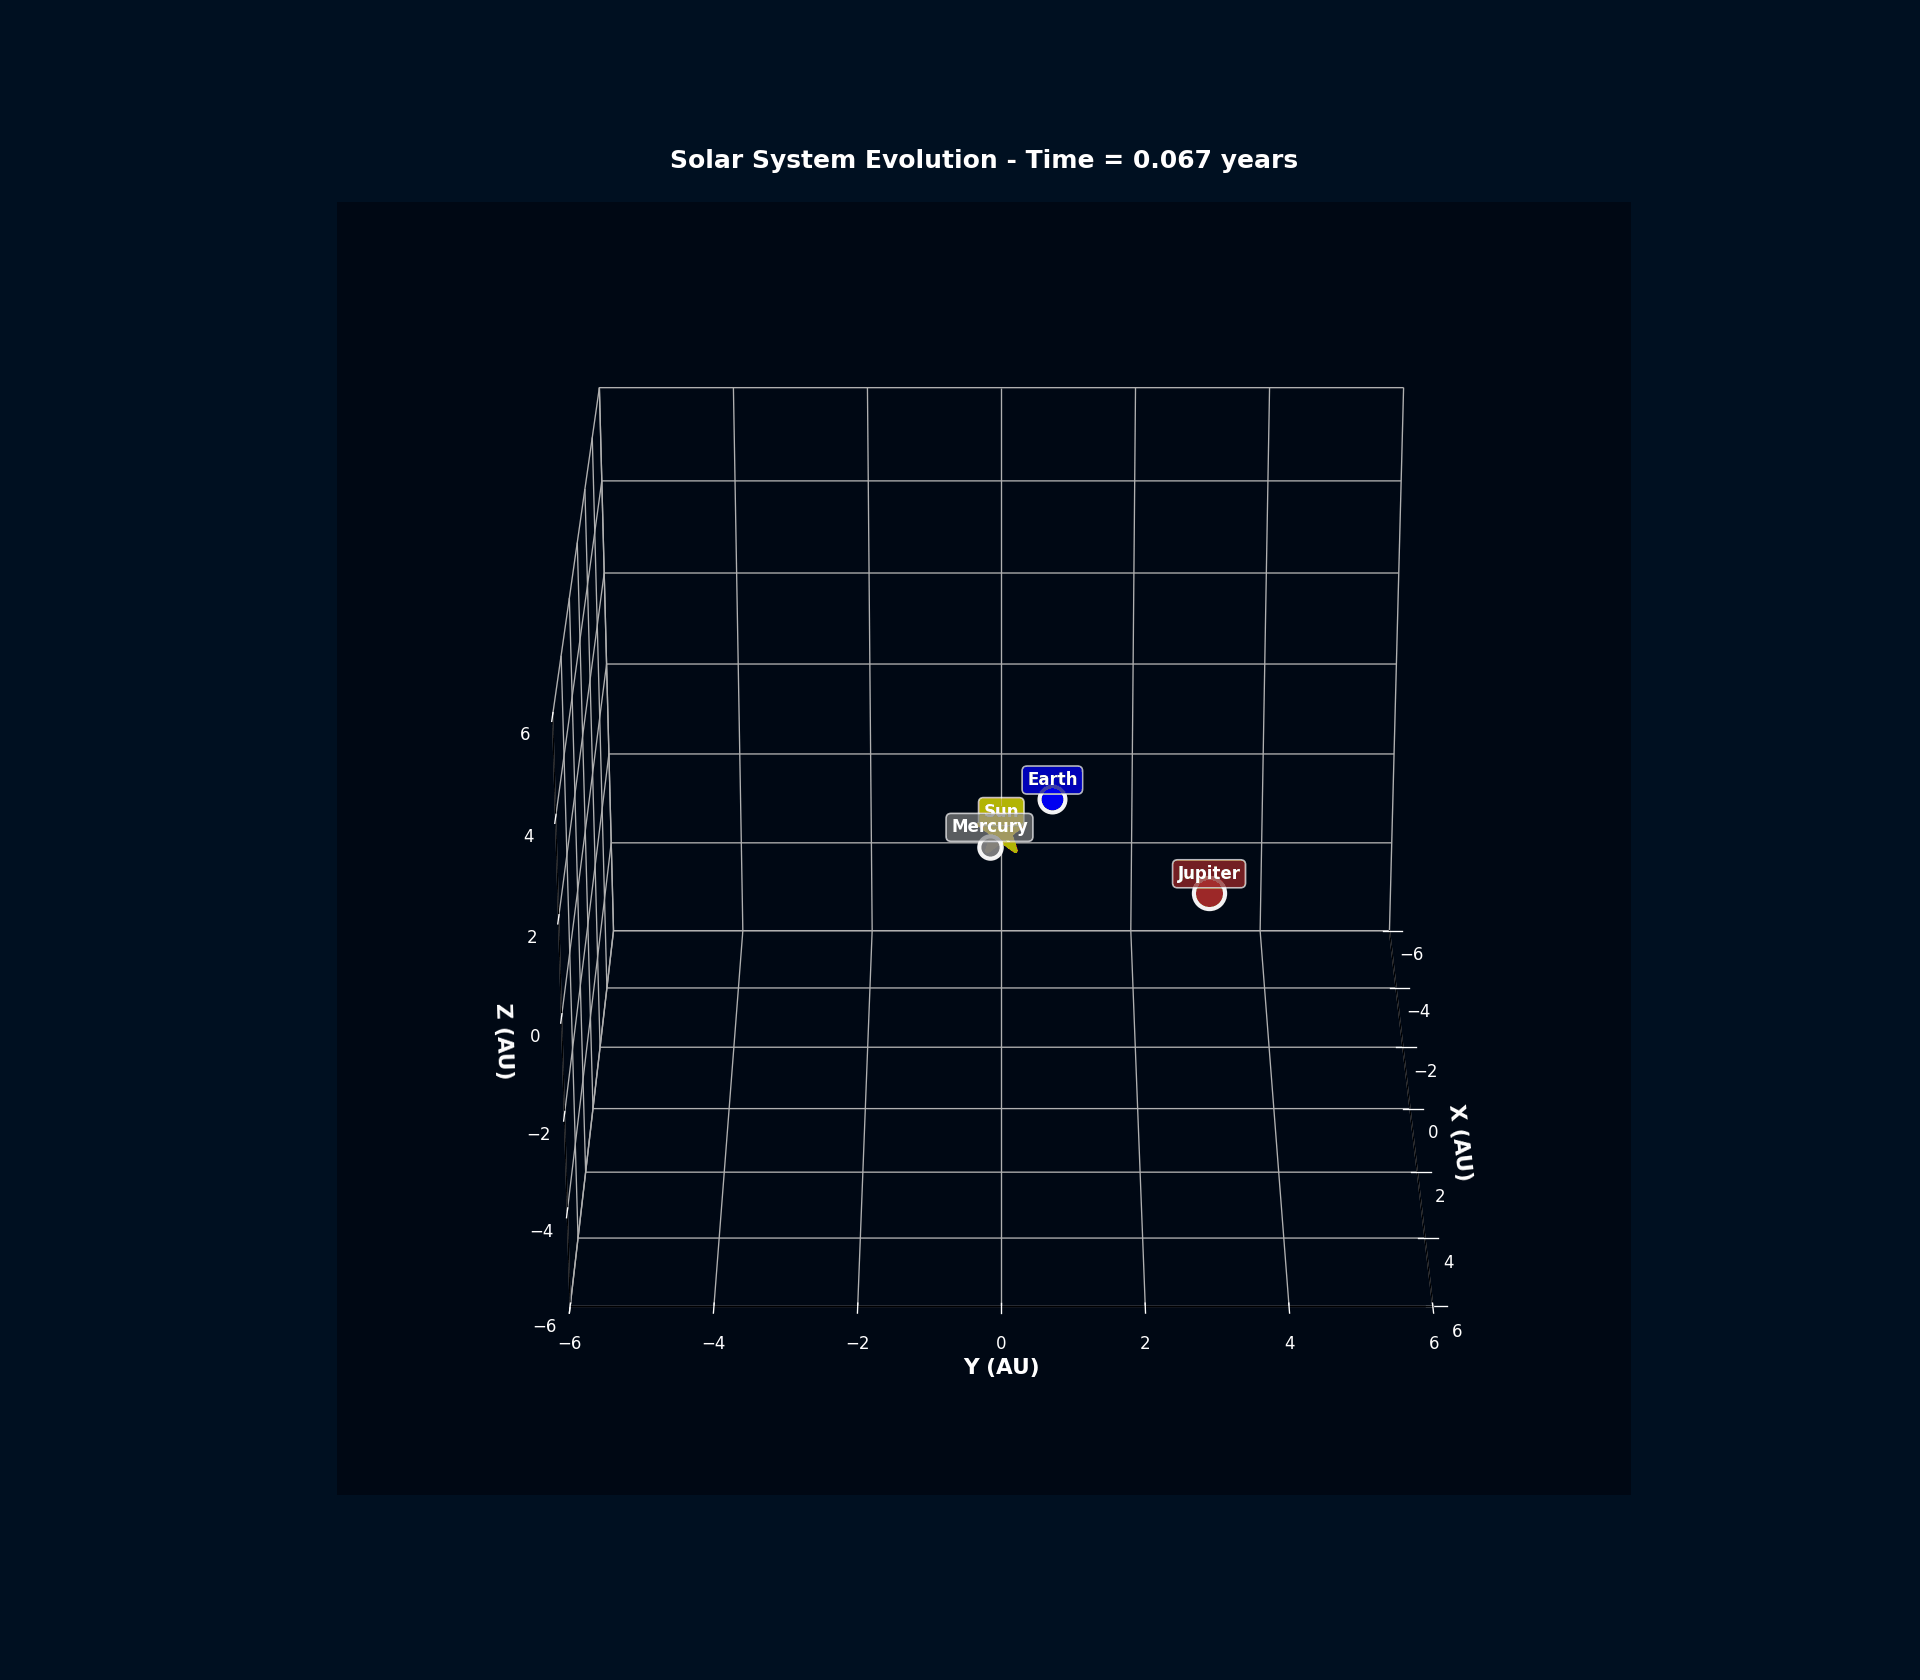 Solar System Evolution - Time = 0.067 years
Earth
Sun
Mercury
Jupiter
6
4
2
0
−2
−4
−6
Z (AU)
−6
−4
−2
0
2
4
6
X (AU)
−6
−4
−2
0
2
4
6
Y (AU)